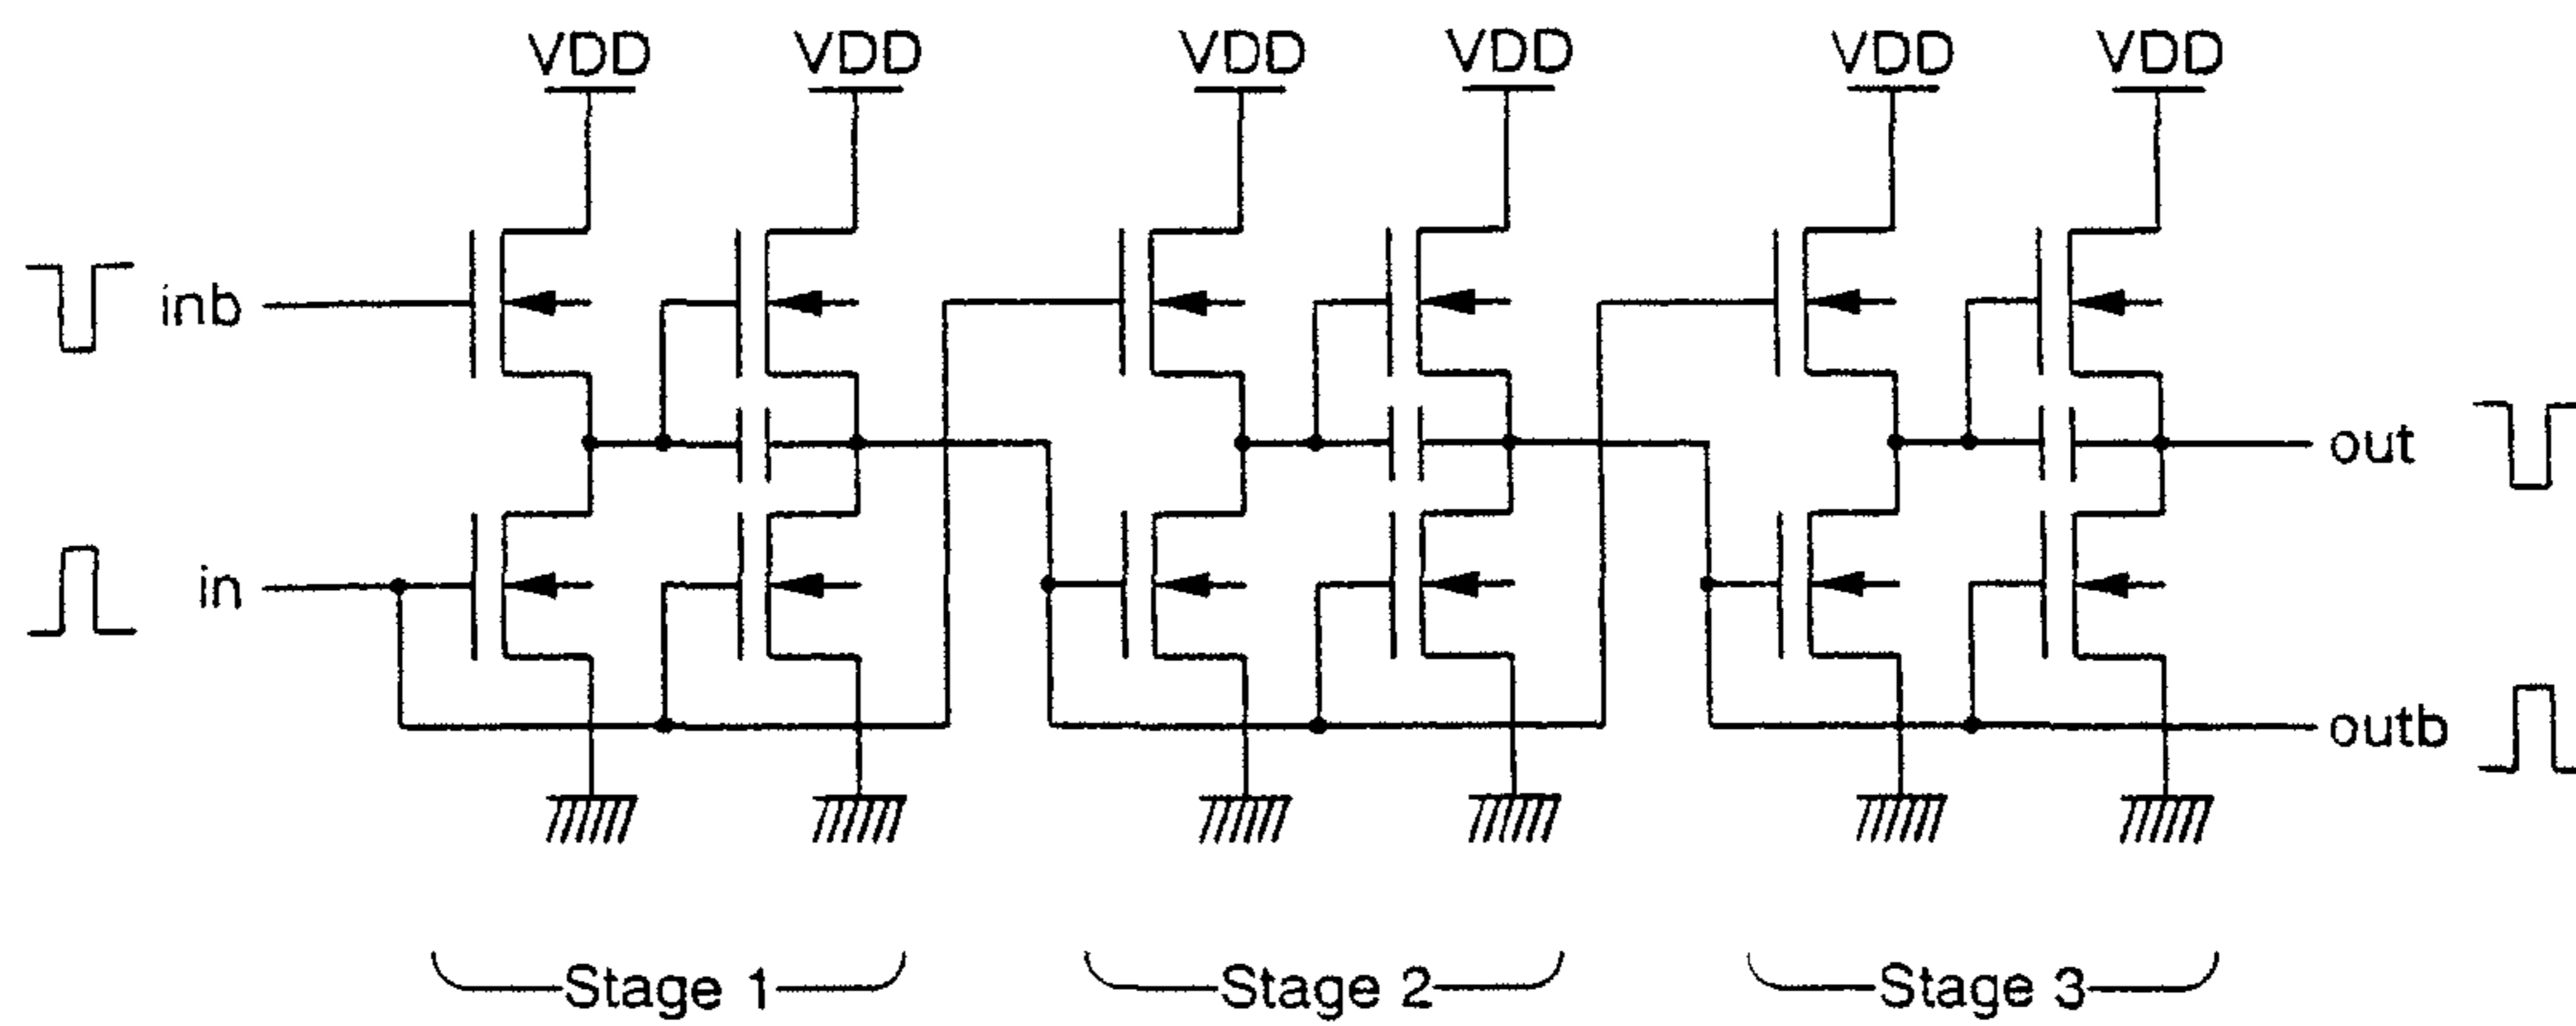 VDD VDD VDD VDD VDD VDD
inb
out
in
outb
Stage 1 Stage 2 Stage 3